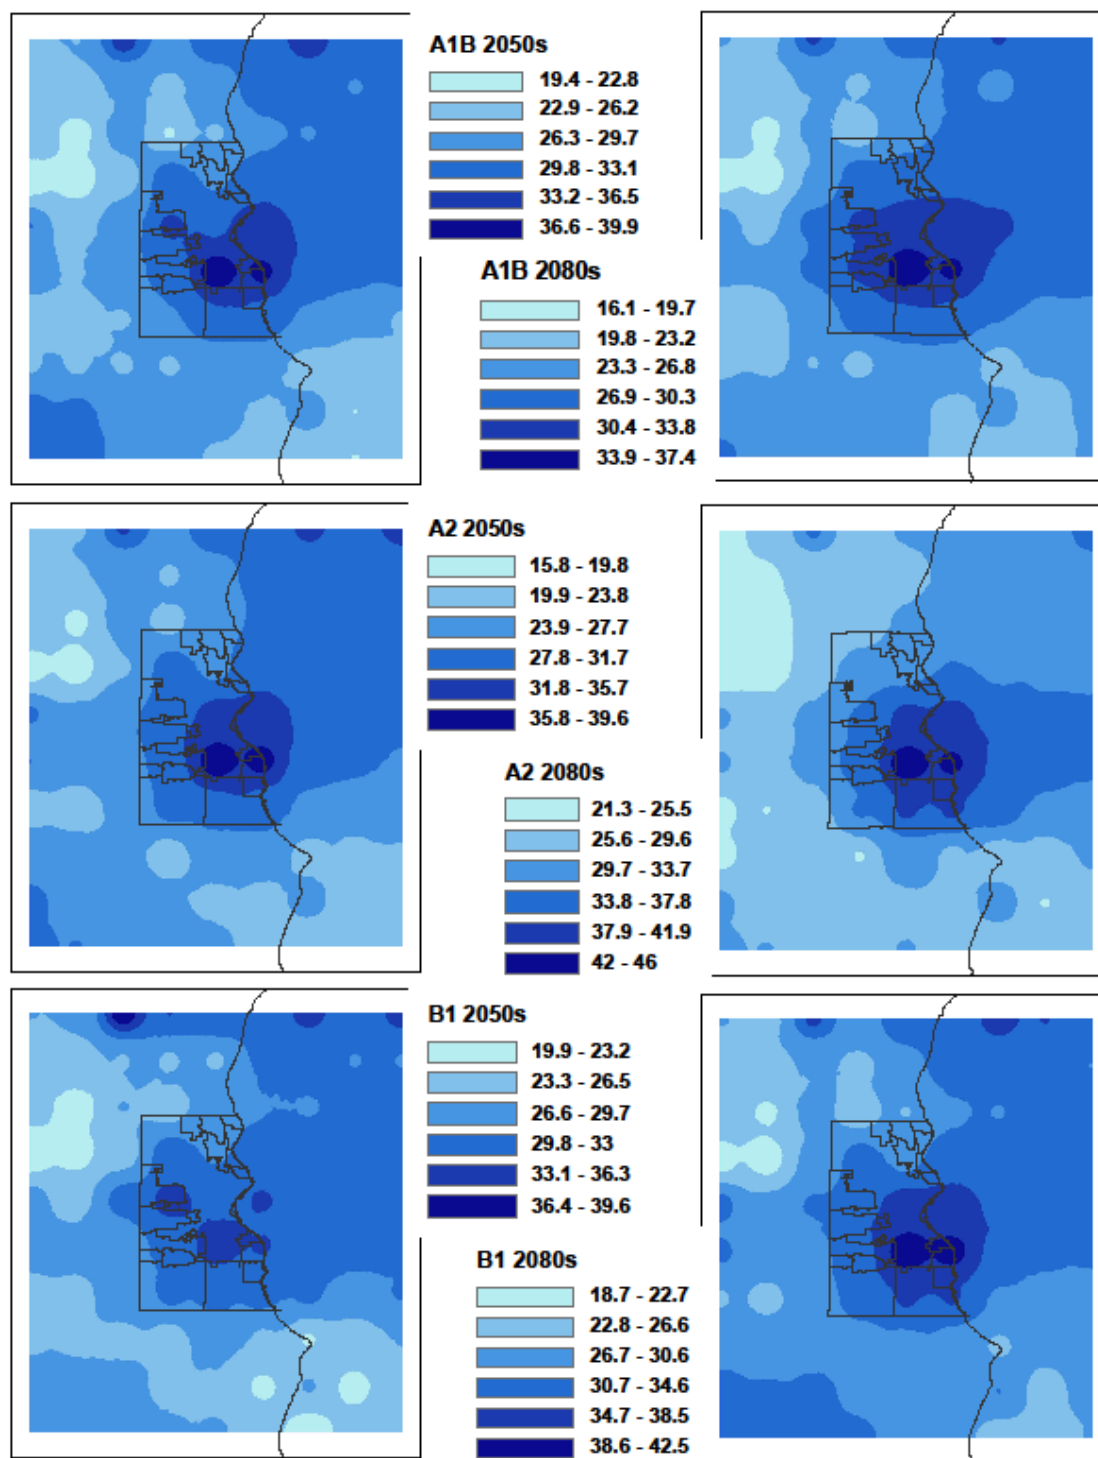 A1B 2050s
19.4 - 22.8
22.9 - 26.2
26.3 - 29.7
29.8 - 33.1
33.2 - 36.5
36.6 - 39.9
A1B 2080s
16.1 - 19.7
19.8 - 23.2
23.3 - 26.8
26.9 - 30.3
30.4 - 33.8
33.9 - 37.4
A2 2050s
15.8 - 19.8
19.9 - 23.8
23.9 - 27.7
27.8 - 31.7
31.8 - 35.7
35.8 - 39.6
A2 2080s
21.3 - 25.5
25.6 - 29.6
29.7 - 33.7
33.8 - 37.8
37.9 - 41.9
42 - 46
B1 2050s
19.9 - 23.2
23.3 - 26.5
26.6 - 29.7
29.8 - 33
33.1 - 36.3
36.4 - 39.6
B1 2080s
18.7 - 22.7
22.8 - 26.6
26.7 - 30.6
30.7 - 34.6
34.7 - 38.5
38.6 - 42.5